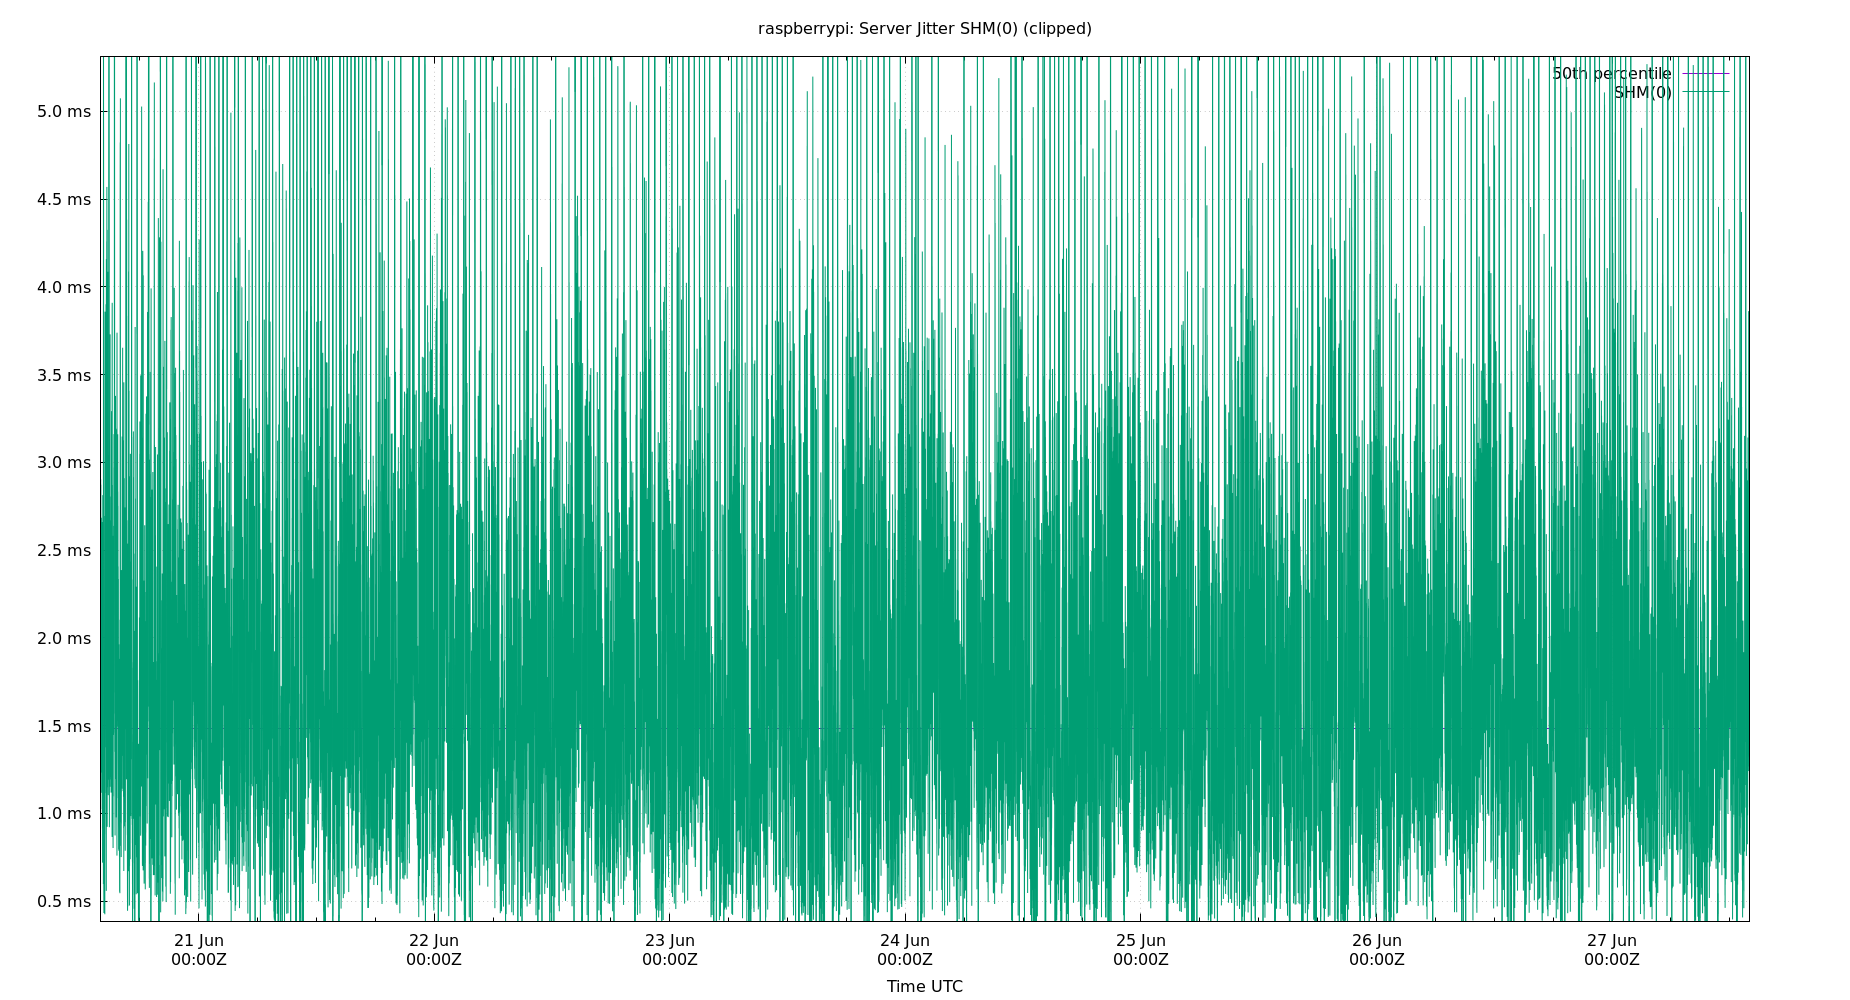 raspberrypi: Server Jitter SHM(0) (clipped)
50th percentile
SHM(0)
5.0 ms
4.5 ms
4.0 ms
3.5 ms
3.0 ms
2.5 ms
2.0 ms
1.5 ms
1.0 ms
0.5 ms
21 Jun 22 Jun 23 Jun 24 Jun 25 Jun 26 Jun 27 Jun
00:00Z 00:00Z 00:00Z 00:00Z 00:00Z 00:00Z 00:00Z
Time UTC